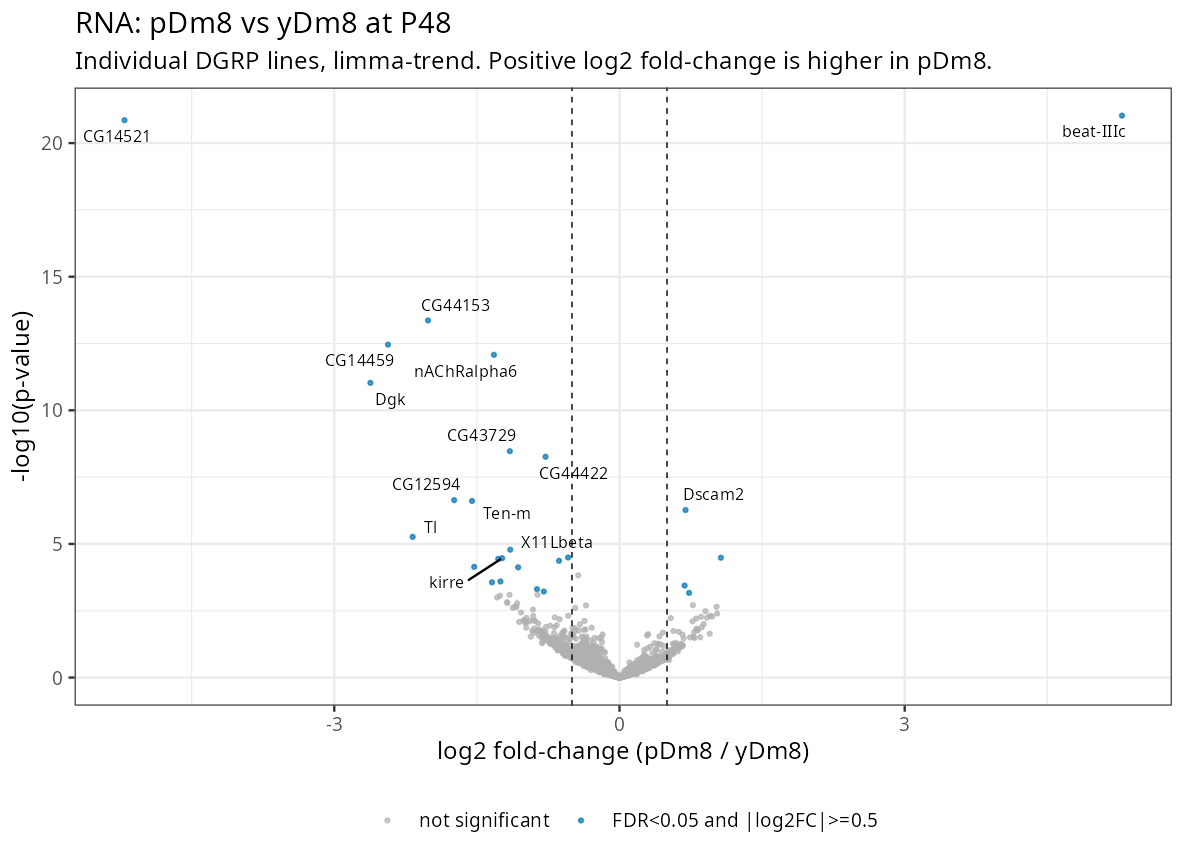 RNA: pDm8 vs yDm8 at P48
Individual DGRP lines, limma-trend. Positive log2 fold-change is higher in pDm8.
CG14521
beat-IIIc
CG44153
CG14459
nAChRalpha6
Dgk
CG43729
CG44422
CG12594
Dscam2
Ten-m
Tl
X11Lbeta
kirre
20
15
10
5
0
-log10(p-value)
-3
0
3
log2 fold-change (pDm8 / yDm8)
not significant
FDR<0.05 and |log2FC|>=0.5